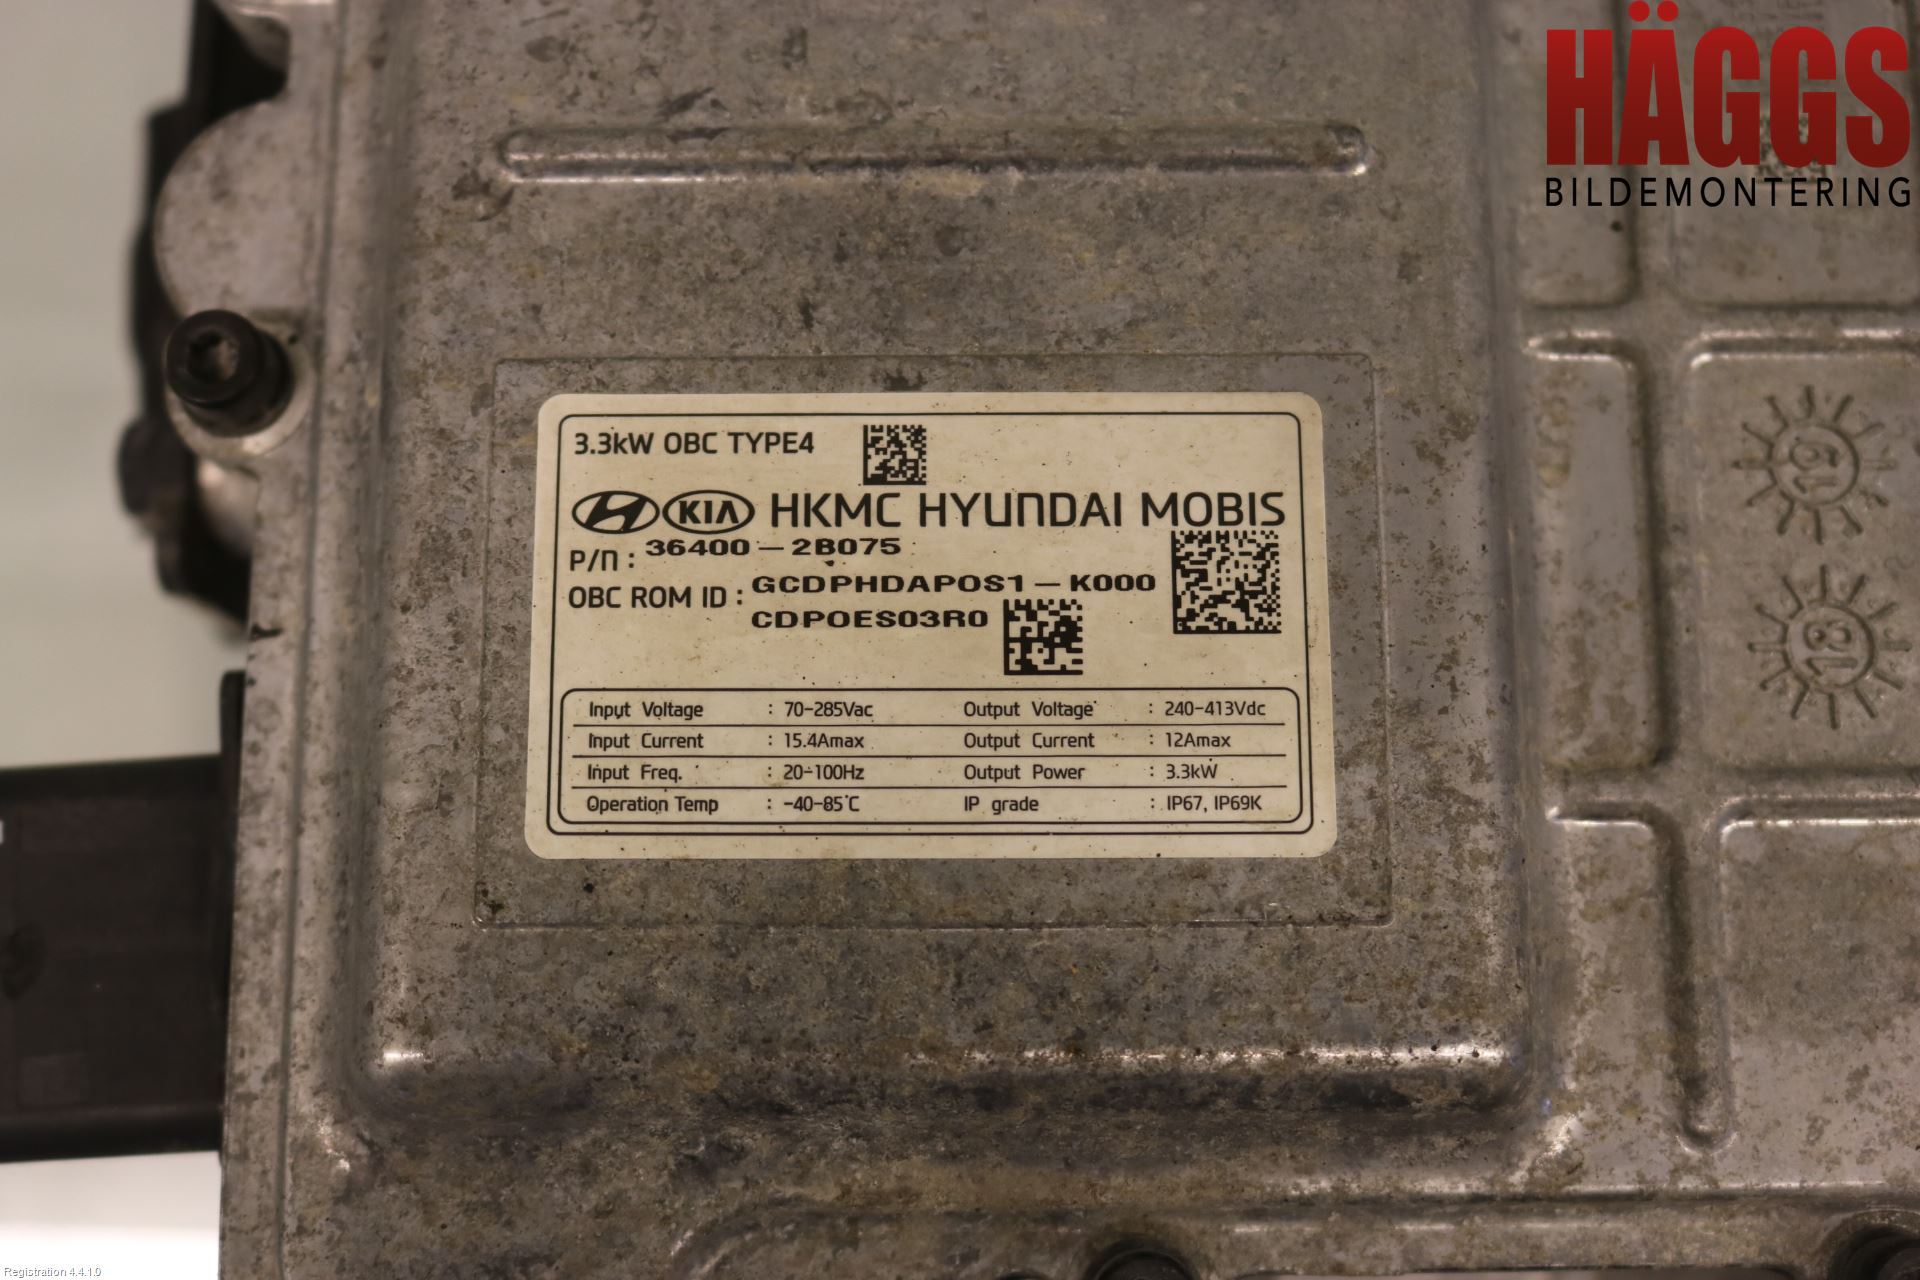 HÄGGS
BILDEMONTERING
3.3kW OBC TYPE4
KIA HKMC HYUNDAI MOBIS
P/N : 36400-2B075
OBC ROM ID : GCDPHDAPOS1-K000
CDPOES03R0
Input Voltage : 70-285Vac Output Voltage : 240-413Vdc
Input Current : 15.4Amax Output Current : 12Amax
Input Freq. : 20-100Hz Output Power : 3.3kW
Operation Temp : -40-85℃ IP grade : IP67, IP69K
19
18
Registration 4.4.1.0